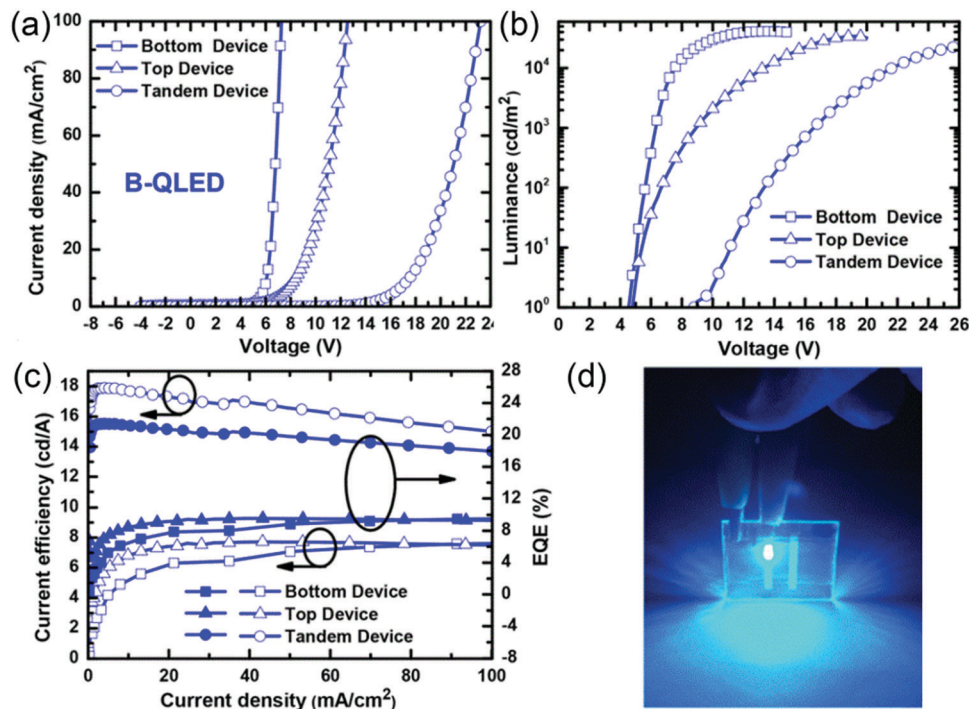 (a)
100
80
60
40
20
0
Current density (mA/cm²)
Bottom Device
Top Device
Tandem Device
B-QLED
-8 -6 -4 -2 0 2 4 6 8 10 12 14 16 18 20 22 24
Voltage (V)
(b)
10⁴
10³
10²
10¹
10⁰
Luminance (cd/m²)
Bottom Device
Top Device
Tandem Device
0 2 4 6 8 10 12 14 16 18 20 22 24 26
Voltage (V)
(c)
18
16
14
12
10
8
6
4
2
0
Current efficiency (cd/A)
28
24
20
16
12
8
4
0
-4
-8
EQE (%)
Bottom Device
Top Device
Tandem Device
0 20 40 60 80 100
Current density (mA/cm²)
(d)